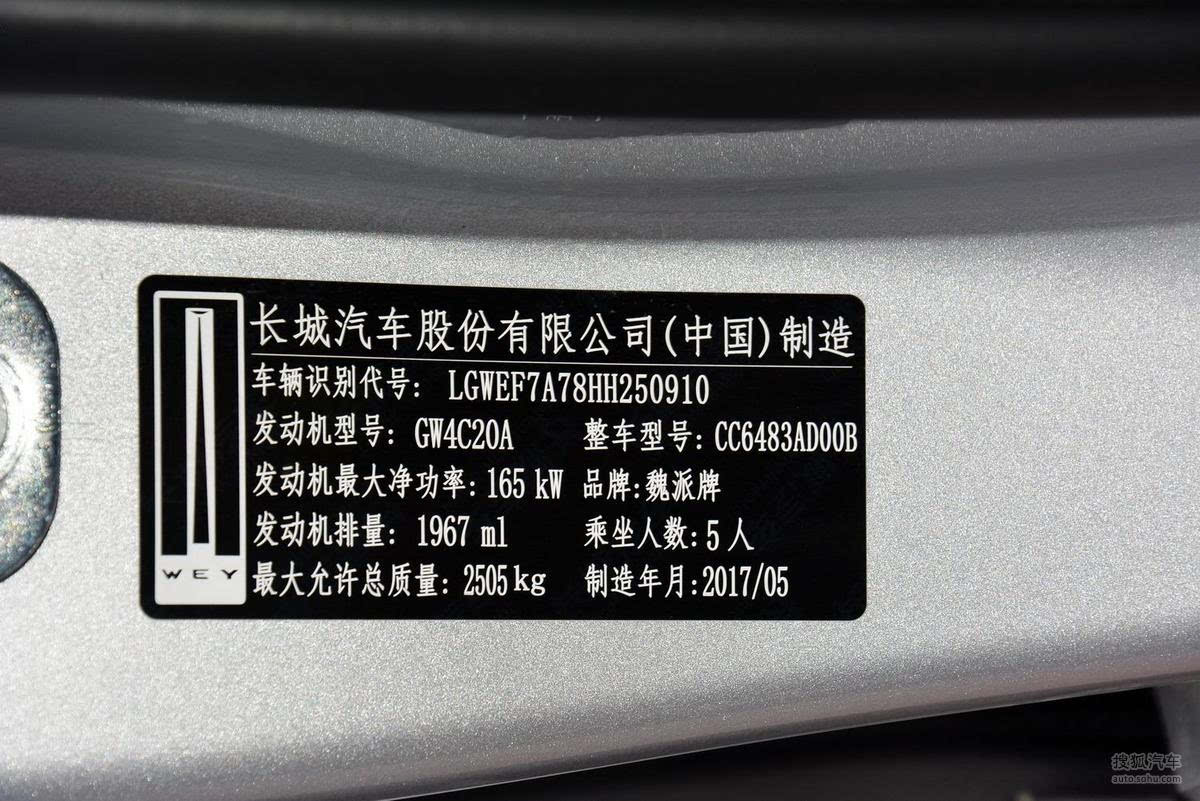 长城汽车股份有限公司(中国)制造
车辆识别代号: LGWEF7A78HH250910
发动机型号: GW4C20A 整车型号: CC6483AD00B
发动机最大净功率: 165 kW 品牌:魏派牌
发动机排量: 1967 ml 乘坐人数: 5 人
最大允许总质量: 2505 kg 制造年月: 2017/05
WEY
搜狐汽车
auto.sohu.com